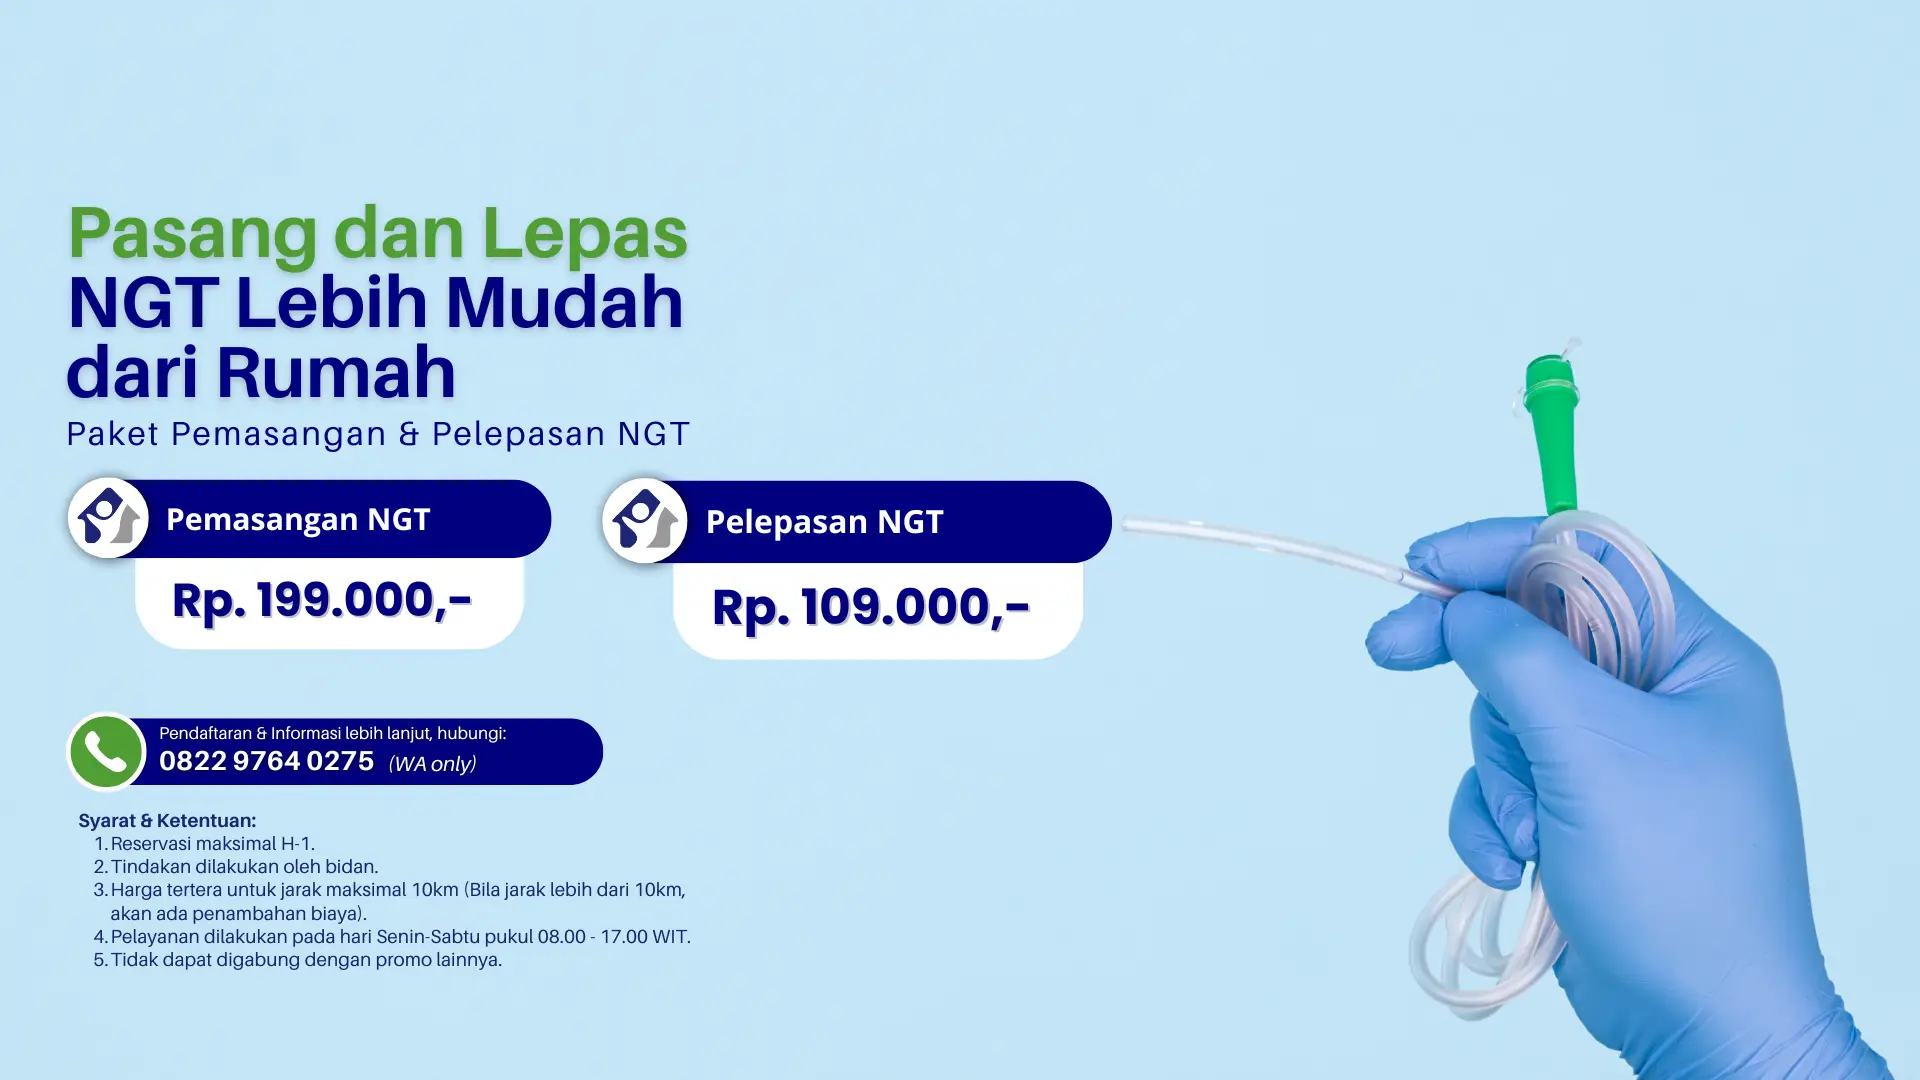 Pasang dan Lepas
NGT Lebih Mudah
dari Rumah
Paket Pemasangan & Pelepasan NGT
Pemasangan NGT
Rp. 199.000,-
Pelepasan NGT
Rp. 109.000,-
Pendaftaran & Informasi lebih lanjut, hubungi:
0822 9764 0275 (WA only)
Syarat & Ketentuan:
1. Reservasi maksimal H-1.
2. Tindakan dilakukan oleh bidan.
3. Harga tertera untuk jarak maksimal 10km (Bila jarak lebih dari 10km,
akan ada penambahan biaya).
4. Pelayanan dilakukan pada hari Senin-Sabtu pukul 08.00 - 17.00 WIT.
5. Tidak dapat digabung dengan promo lainnya.